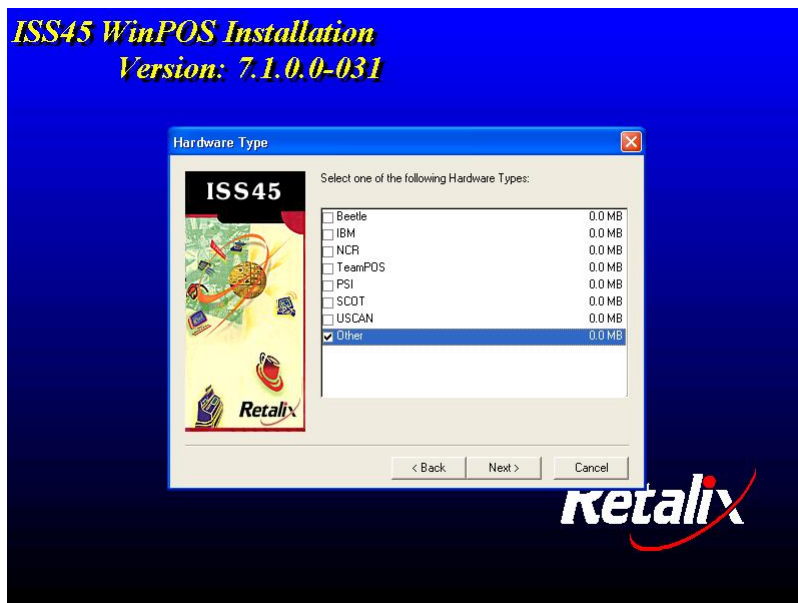 ISS45 WinPOS Installation
Version: 7.1.0.0-031
Hardware Type
ISS45
Select one of the following Hardware Types:
Beetle 0.0 MB
IBM 0.0 MB
NCR 0.0 MB
TeamPOS 0.0 MB
PSI 0.0 MB
SCOT 0.0 MB
USCAN 0.0 MB
Other 0.0 MB
Retalix
< Back Next > Cancel
Retalix